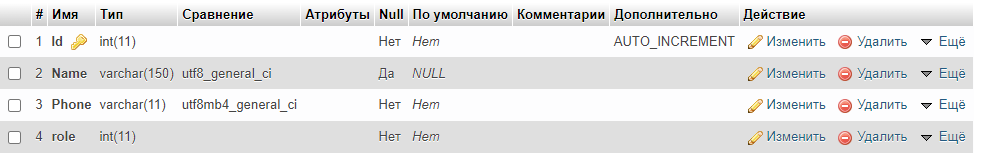 # Имя Тип Сравнение Атрибуты Null По умолчанию Комментарии Дополнительно Действие
1 Id int(11) Нет Нет AUTO_INCREMENT Изменить Удалить Ещё
2 Name varchar(150) utf8_general_ci Да NULL Изменить Удалить Ещё
3 Phone varchar(11) utf8mb4_general_ci Нет Нет Изменить Удалить Ещё
4 role int(11) Нет Нет Изменить Удалить Ещё